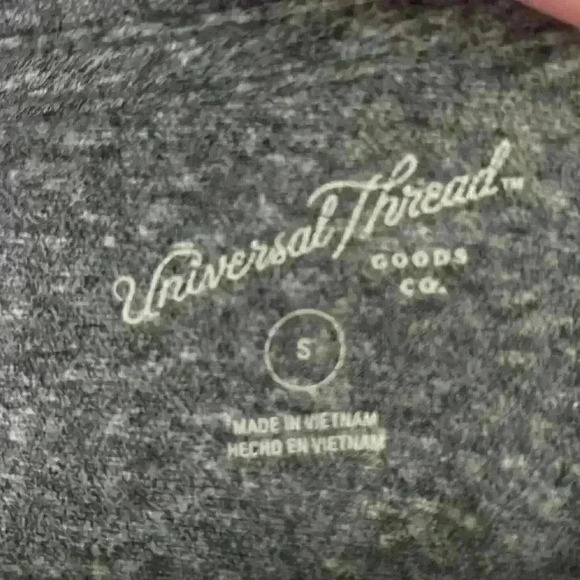 Universal Thread™
GOODS
CO.
S
MADE IN VIETNAM
HECHO EN VIETNAM